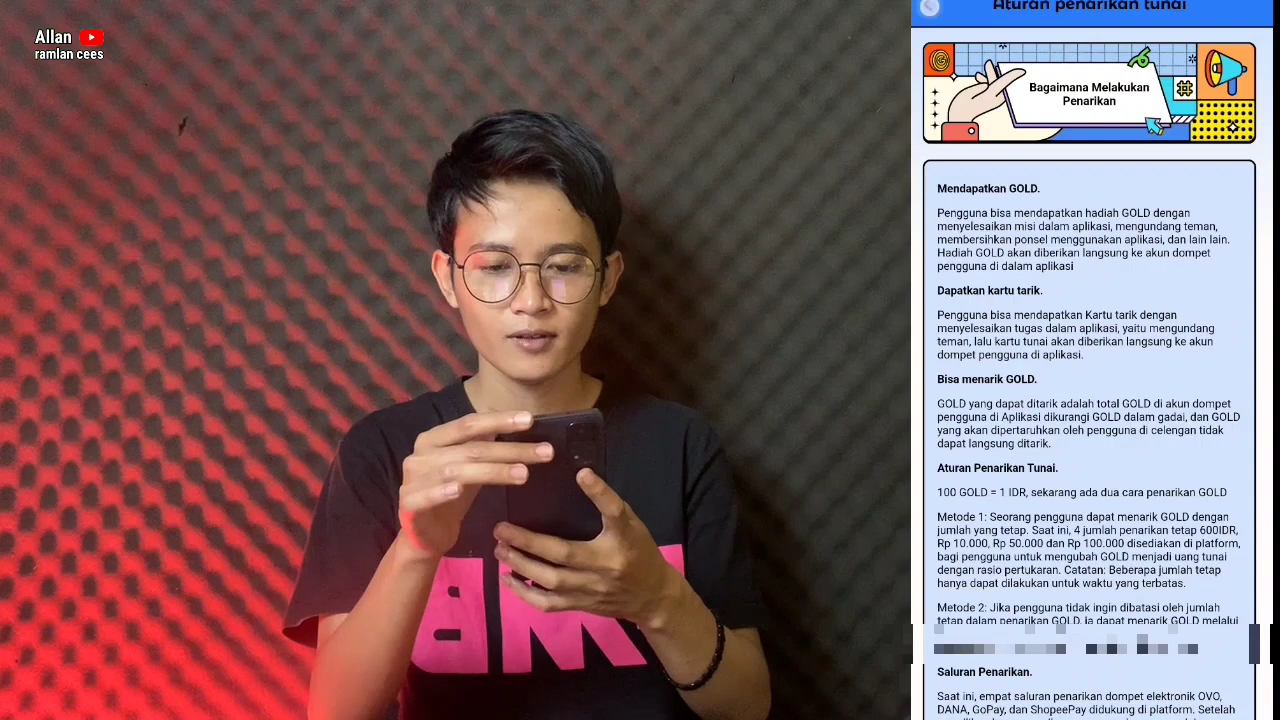 Allan
ramlan cees
Aturan penarikan tunai
Bagaimana Melakukan
Penarikan
Mendapatkan GOLD.
Pengguna bisa mendapatkan hadiah GOLD dengan
menyelesaikan misi dalam aplikasi, mengundang teman,
membersihkan ponsel menggunakan aplikasi, dan lain lain.
Hadiah GOLD akan diberikan langsung ke akun dompet
pengguna di dalam aplikasi
Dapatkan kartu tarik.
Pengguna bisa mendapatkan Kartu tarik dengan
menyelesaikan tugas dalam aplikasi, yaitu mengundang
teman, lalu kartu tunai akan diberikan langsung ke akun
dompet pengguna di aplikasi.
Bisa menarik GOLD.
GOLD yang dapat ditarik adalah total GOLD di akun dompet
pengguna di Aplikasi dikurangi GOLD dalam gadai, dan GOLD
yang akan dipertaruhkan oleh pengguna di celengan tidak
dapat langsung ditarik.
Aturan Penarikan Tunai.
100 GOLD = 1 IDR, sekarang ada dua cara penarikan GOLD
Metode 1: Seorang pengguna dapat menarik GOLD dengan
jumlah yang tetap. Saat ini, 4 jumlah penarikan tetap 600IDR,
Rp 10.000, Rp 50.000 dan Rp 100.000 disediakan di platform,
bagi pengguna untuk mengubah GOLD menjadi uang tunai
dengan rasio pertukaran. Catatan: Beberapa jumlah tetap
hanya dapat dilakukan untuk waktu yang terbatas.
Metode 2: Jika pengguna tidak ingin dibatasi oleh jumlah
tetap dalam penarikan GOLD, ia dapat menarik GOLD melalui
Saluran Penarikan.
Saat ini, empat saluran penarikan dompet elektronik OVO,
DANA, GoPay, dan ShopeePay didukung di platform. Setelah